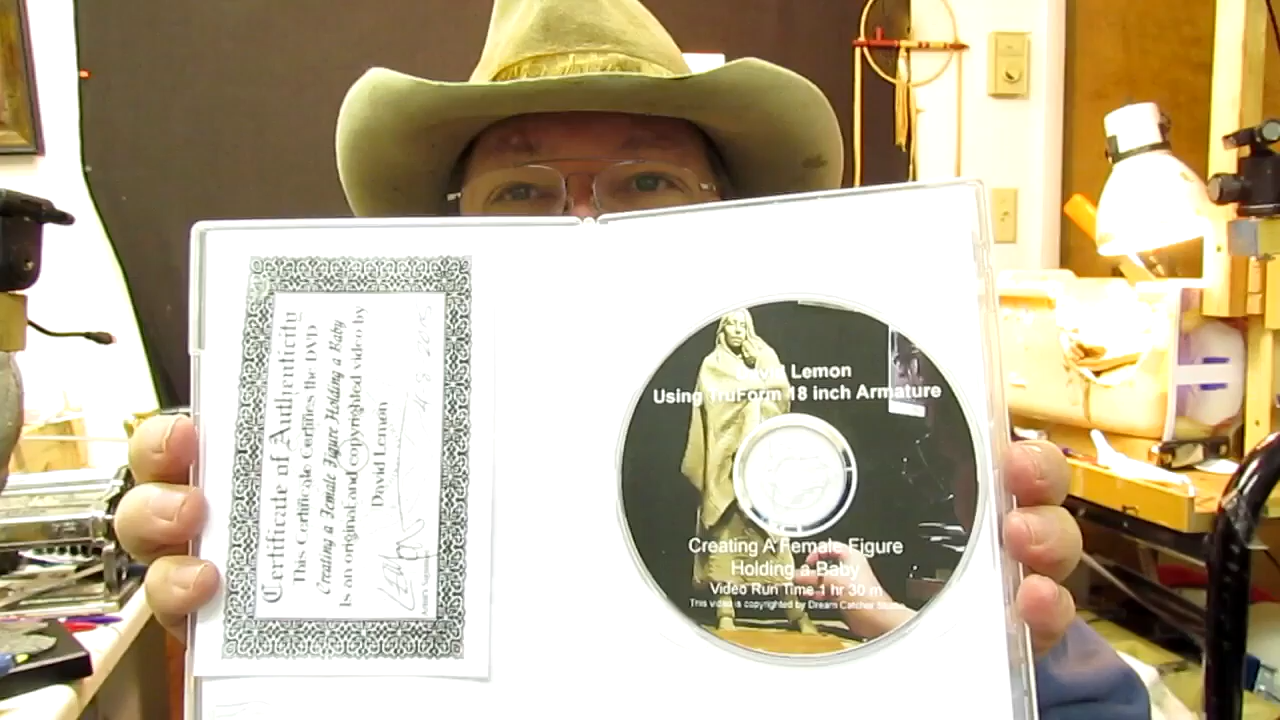 Certificate of Authenticity
This Certificate Certifies the DVD
Creating a Female Figure Holding a Baby
Is an original and copyrighted video by
David Lemon
Lemon
Using TruForm 18 inch Armature
Creating A Female Figure
Holding a Baby
Video Run Time 1 hr 30 m
This video is copyrighted by Dream Catcher Studio